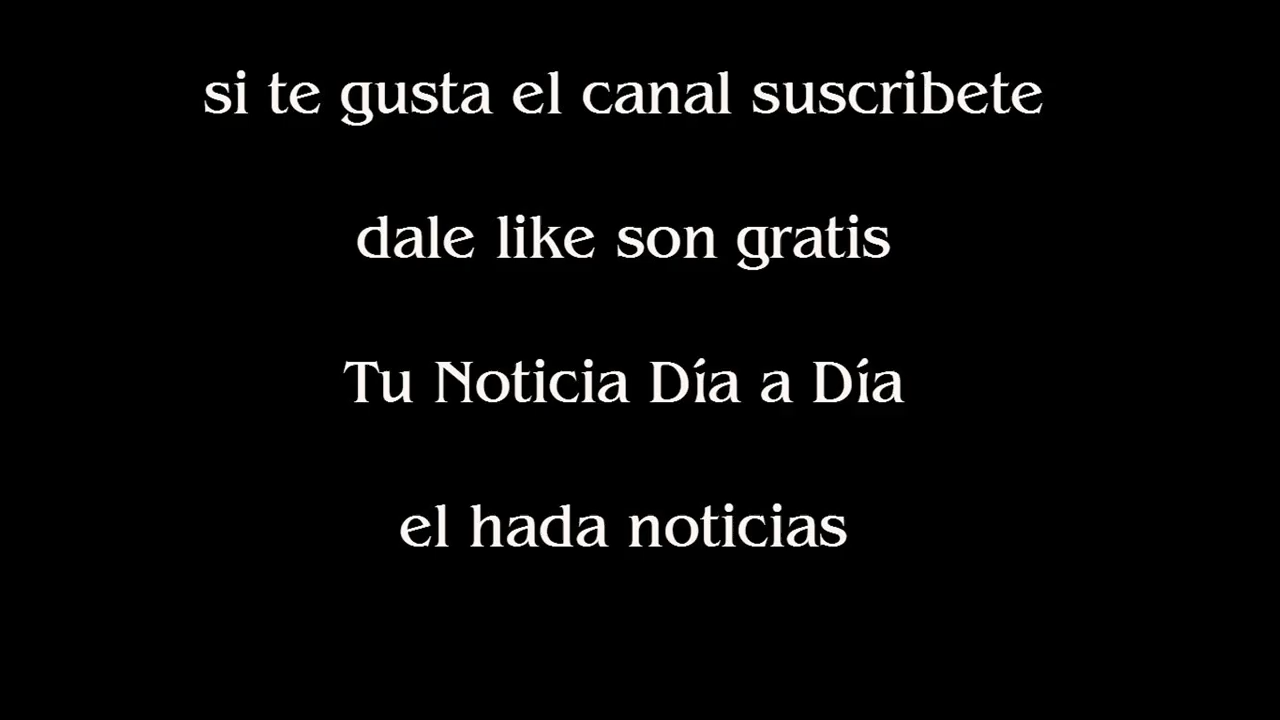 si te gusta el canal suscribete
dale like son gratis
Tu Noticia Día a Día
el hada noticias